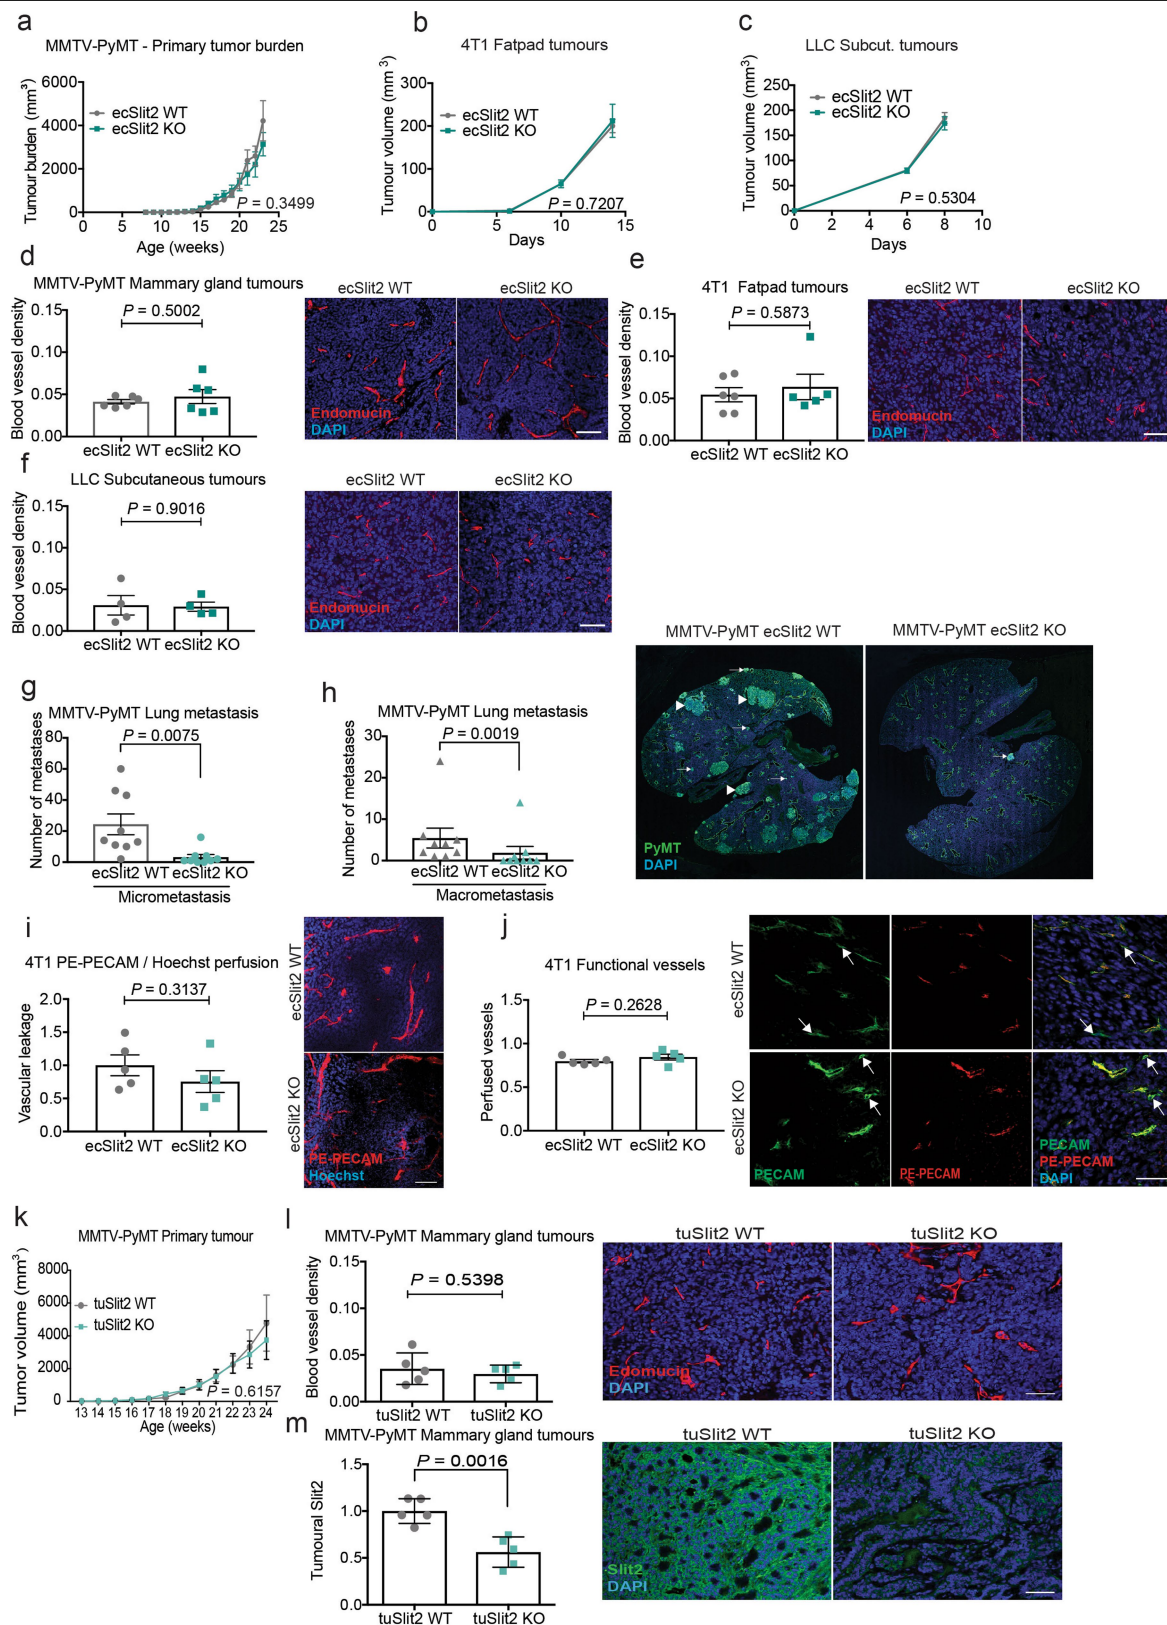 a
MMTV-PyMT - Primary tumor burden
Tumour burden (mm³)
6000
4000
2000
0
ecSlit2 WT
ecSlit2 KO
P = 0.3499
0 5 10 15 20 25
Age (weeks)
b
4T1 Fatpad tumours
Tumour volume (mm³)
300
200
100
0
ecSlit2 WT
ecSlit2 KO
P = 0.7207
0 5 10 15
Days
c
LLC Subcut. tumours
Tumour volume (mm³)
250
200
150
100
50
0
ecSlit2 WT
ecSlit2 KO
P = 0.5304
0 2 4 6 8 10
Days
d
MMTV-PyMT Mammary gland tumours
Blood vessel density
0.15
0.10
0.05
0.00
P = 0.5002
ecSlit2 WT ecSlit2 KO
ecSlit2 WT ecSlit2 KO
Endomucin
DAPI
e
4T1 Fatpad tumours
Blood vessel density
0.15
0.10
0.05
0.00
P = 0.5873
ecSlit2 WT ecSlit2 KO
ecSlit2 WT ecSlit2 KO
Endomucin
DAPI
f
LLC Subcutaneous tumours
Blood vessel density
0.15
0.10
0.05
0.00
P = 0.9016
ecSlit2 WT ecSlit2 KO
ecSlit2 WT ecSlit2 KO
Endomucin
DAPI
g
MMTV-PyMT Lung metastasis
Number of metastases
80
60
40
20
0
P = 0.0075
ecSlit2 WT ecSlit2 KO
Micrometastasis
h
MMTV-PyMT Lung metastasis
Number of metastases
30
20
10
0
P = 0.0019
ecSlit2 WT ecSlit2 KO
Macrometastasis
MMTV-PyMT ecSlit2 WT MMTV-PyMT ecSlit2 KO
PyMT
DAPI
i
4T1 PE-PECAM / Hoechst perfusion
Vascular leakage
2.0
1.5
1.0
0.5
0.0
P = 0.3137
ecSlit2 WT ecSlit2 KO
ecSlit2 WT
ecSlit2 KO
PE-PECAM
Hoechst
j
4T1 Functional vessels
Perfused vessels
1.5
1.0
0.5
0.0
P = 0.2628
ecSlit2 WT ecSlit2 KO
ecSlit2 WT
ecSlit2 KO
PECAM
PE-PECAM
PECAM
PE-PECAM
DAPI
k
MMTV-PyMT Primary tumour
Tumor volume (mm³)
8000
6000
4000
2000
0
tuSlit2 WT
tuSlit2 KO
P = 0.6157
13 14 15 16 17 18 19 20 21 22 23 24
Age (weeks)
l
MMTV-PyMT Mammary gland tumours
Blood vessel density
0.15
0.10
0.05
0.00
P = 0.5398
tuSlit2 WT tuSlit2 KO
tuSlit2 WT tuSlit2 KO
Edomucin
DAPI
m
MMTV-PyMT Mammary gland tumours
Tumoural Slit2
1.5
1.0
0.5
0.0
P = 0.0016
tuSlit2 WT tuSlit2 KO
tuSlit2 WT tuSlit2 KO
Slit2
DAPI